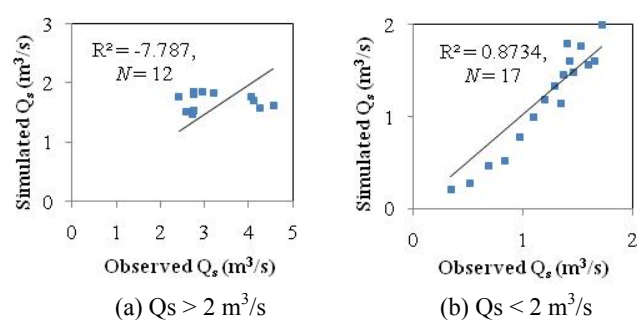 3
2
1
0
Simulated Qs (m³/s)
R² = -7.787,
N = 12
0 1 2 3 4 5
Observed Qs (m³/s)
(a) Qs > 2 m³/s
2
1
0
Simulated Qs (m³/s)
R² = 0.8734,
N = 17
0 1 2
Observed Qs (m³/s)
(b) Qs < 2 m³/s